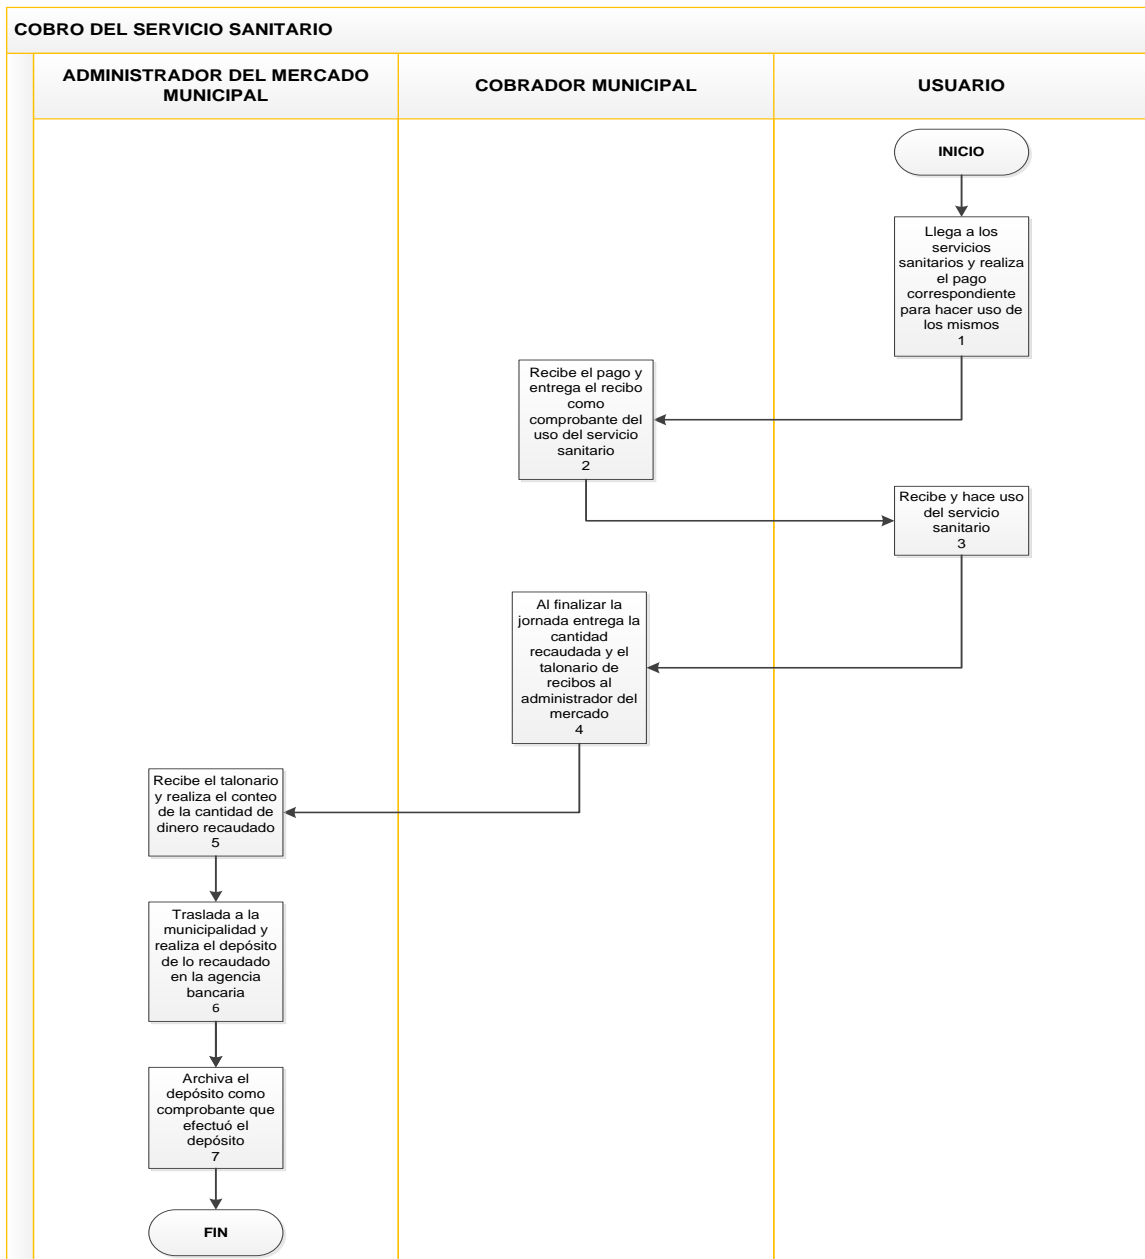 COBRO DEL SERVICIO SANITARIO
ADMINISTRADOR DEL MERCADO
MUNICIPAL
COBRADOR MUNICIPAL
USUARIO
INICIO
Llega a los
servicios
sanitarios y realiza
el pago
correspondiente
para hacer uso de
los mismos
1
Recibe el pago y
entrega el recibo
como
comprobante del
uso del servicio
sanitario
2
Recibe y hace uso
del servicio
sanitario
3
Al finalizar la
jornada entrega la
cantidad
recaudada y el
talonario de
recibos al
administrador del
mercado
4
Recibe el talonario
y realiza el conteo
de la cantidad de
dinero recaudado
5
Traslada a la
municipalidad y
realiza el depósito
de lo recaudado
en la agencia
bancaria
6
Archiva el
depósito como
comprobante que
efectuó el
depósito
7
FIN